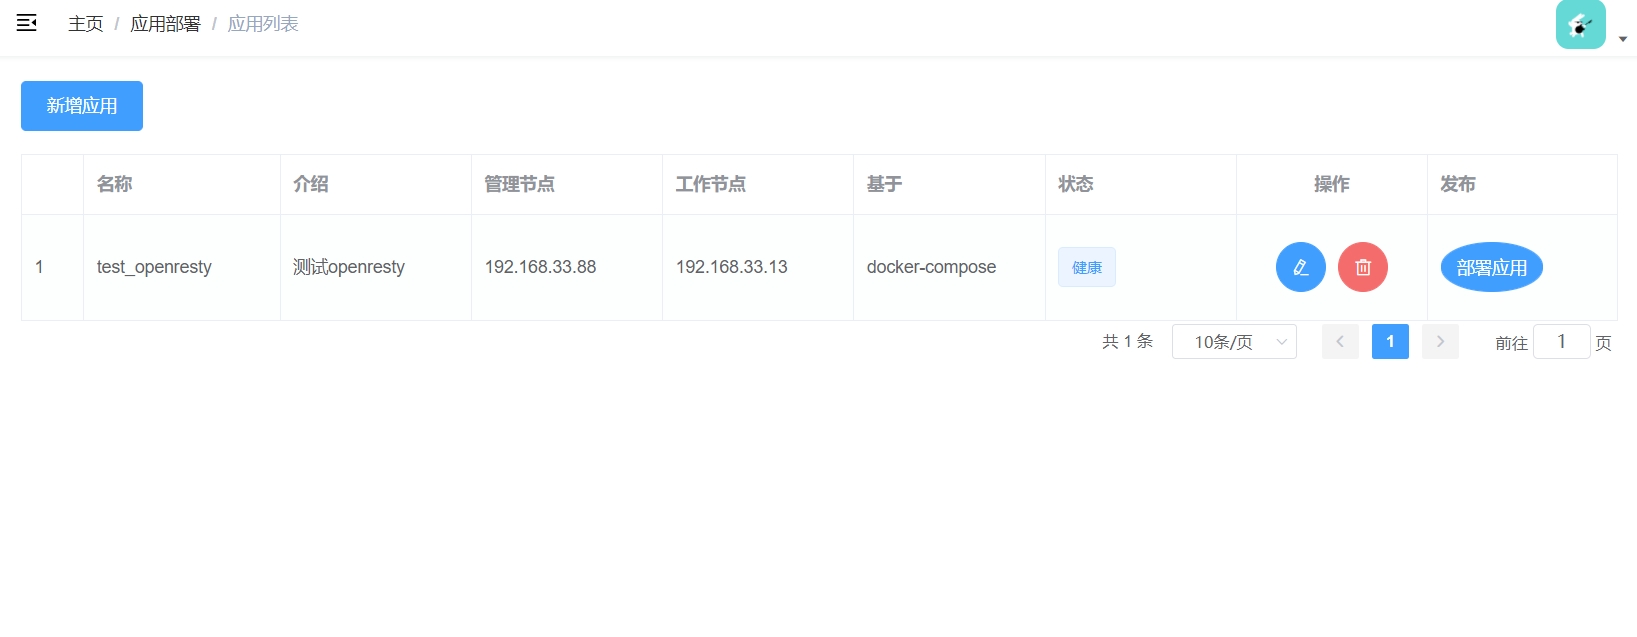 主页 / 应用部署 / 应用列表
新增应用
名称 介绍 管理节点 工作节点 基于 状态 操作 发布
1 test_openresty 测试openresty 192.168.33.88 192.168.33.13 docker-compose 健康 部署应用
共 1 条 10条/页 1 前往 1 页